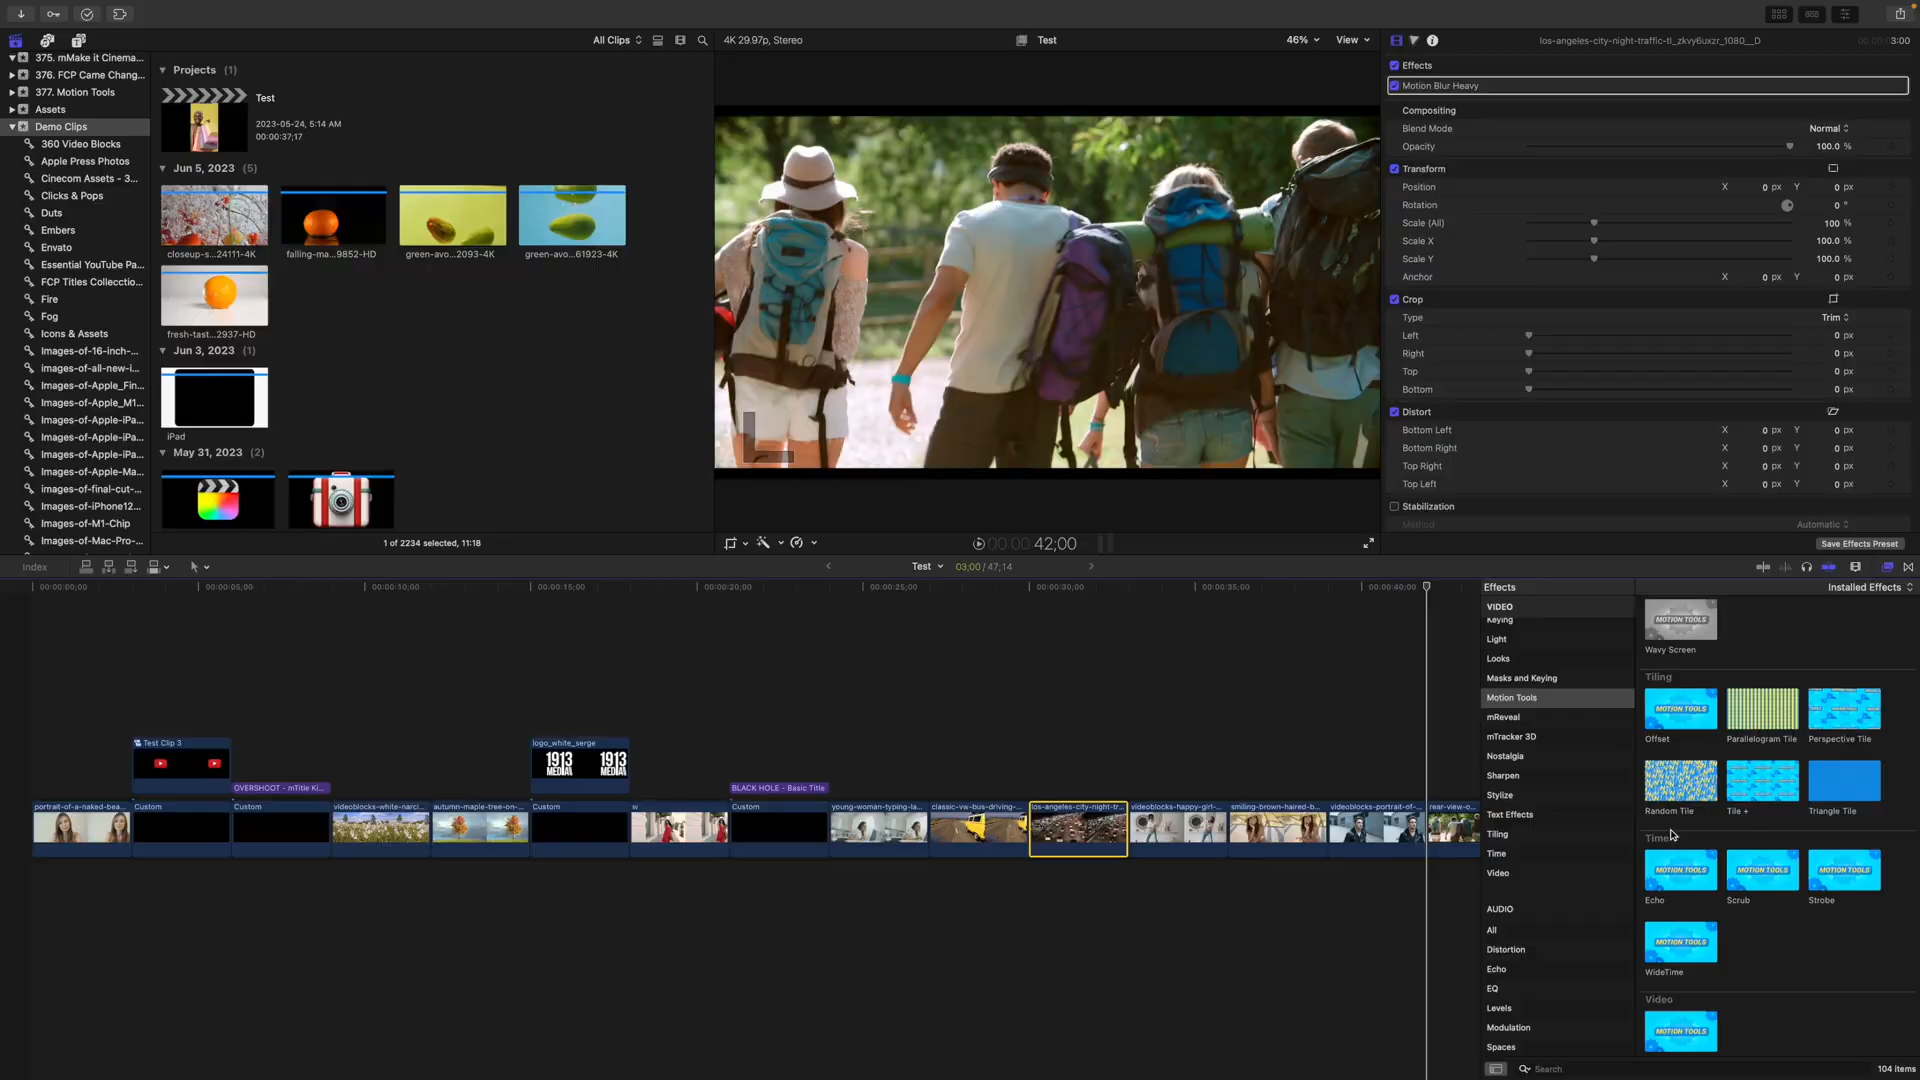 All Clips
4K 29.97p, Stereo
Test
46%
View
los-angeles-city-night-traffic-tl_zkvy6uxzr_1080__D
00:00:03:00
375. mMake it Cinema...
376. FCP Came Chang...
377. Motion Tools
Assets
Demo Clips
360 Video Blocks
Apple Press Photos
Cinecom Assets - 3...
Clicks & Pops
Duts
Embers
Envato
Essential YouTube Pa...
FCP Titles Collecctio...
Fire
Fog
Icons & Assets
Images-of-16-inch-...
images-of-all-new-i...
Images-of-Apple_Fin...
Images-of-Apple_M1...
Images-of-Apple-iPa...
Images-of-Apple-iPa...
Images-of-Apple-iPa...
Images-of-Apple-Ma...
images-of-final-cut-...
Images-of-iPhone12...
Images-of-M1-Chip
Images-of-Mac-Pro-...
Projects (1)
Test
2023-05-24, 5:14 AM
00:00:37;17
Jun 5, 2023 (5)
closeup-s...24111-4K
falling-ma...9852-HD
green-avo...2093-4K
green-avo...61923-4K
fresh-tast...2937-HD
Jun 3, 2023 (1)
iPad
May 31, 2023 (2)
1 of 2234 selected, 11:18
00:00:42;00
Effects
Motion Blur Heavy
Compositing
Blend Mode
Normal
Opacity
100.0 %
Transform
Position
X 0 px Y 0 px
Rotation
0 °
Scale (All)
100 %
Scale X
100.0 %
Scale Y
100.0 %
Anchor
X 0 px Y 0 px
Crop
Type
Trim
Left
0 px
Right
0 px
Top
0 px
Bottom
0 px
Distort
Bottom Left
X 0 px Y 0 px
Bottom Right
X 0 px Y 0 px
Top Right
X 0 px Y 0 px
Top Left
X 0 px Y 0 px
Stabilization
Method
Automatic
Save Effects Preset
Index
Test
03;00 / 47;14
00:00:00;00
00:00:05;00
00:00:10;00
00:00:15;00
00:00:20;00
00:00:25;00
00:00:30;00
00:00:35;00
00:00:40;00
Test Clip 3
logo_white_serge
1913 MEDIA
1913 MEDIA
OVERSHOOT - mTitle Ki...
BLACK HOLE - Basic Title
portrait-of-a-naked-bea...
Custom
Custom
videoblocks-white-narci...
autumn-maple-tree-on-...
Custom
w
Custom
young-woman-typing-la...
classic-vw-bus-driving-...
los-angeles-city-night-tr...
videoblocks-happy-girl-...
smiling-brown-haired-b...
videoblocks-portrait-of-...
rear-view-o...
Effects
Installed Effects
VIDEO
Keying
Light
Looks
Masks and Keying
Motion Tools
mReveal
mTracker 3D
Nostalgia
Sharpen
Stylize
Text Effects
Tiling
Time
Video
AUDIO
All
Distortion
Echo
EQ
Levels
Modulation
Spaces
MOTION TOOLS
Wavy Screen
Tiling
MOTION TOOLS
Offset
Parallelogram Tile
Perspective Tile
Random Tile
Tile +
Triangle Tile
Time
MOTION TOOLS
MOTION TOOLS
MOTION TOOLS
Echo
Scrub
Strobe
MOTION TOOLS
WideTime
Video
MOTION TOOLS
Search
104 items